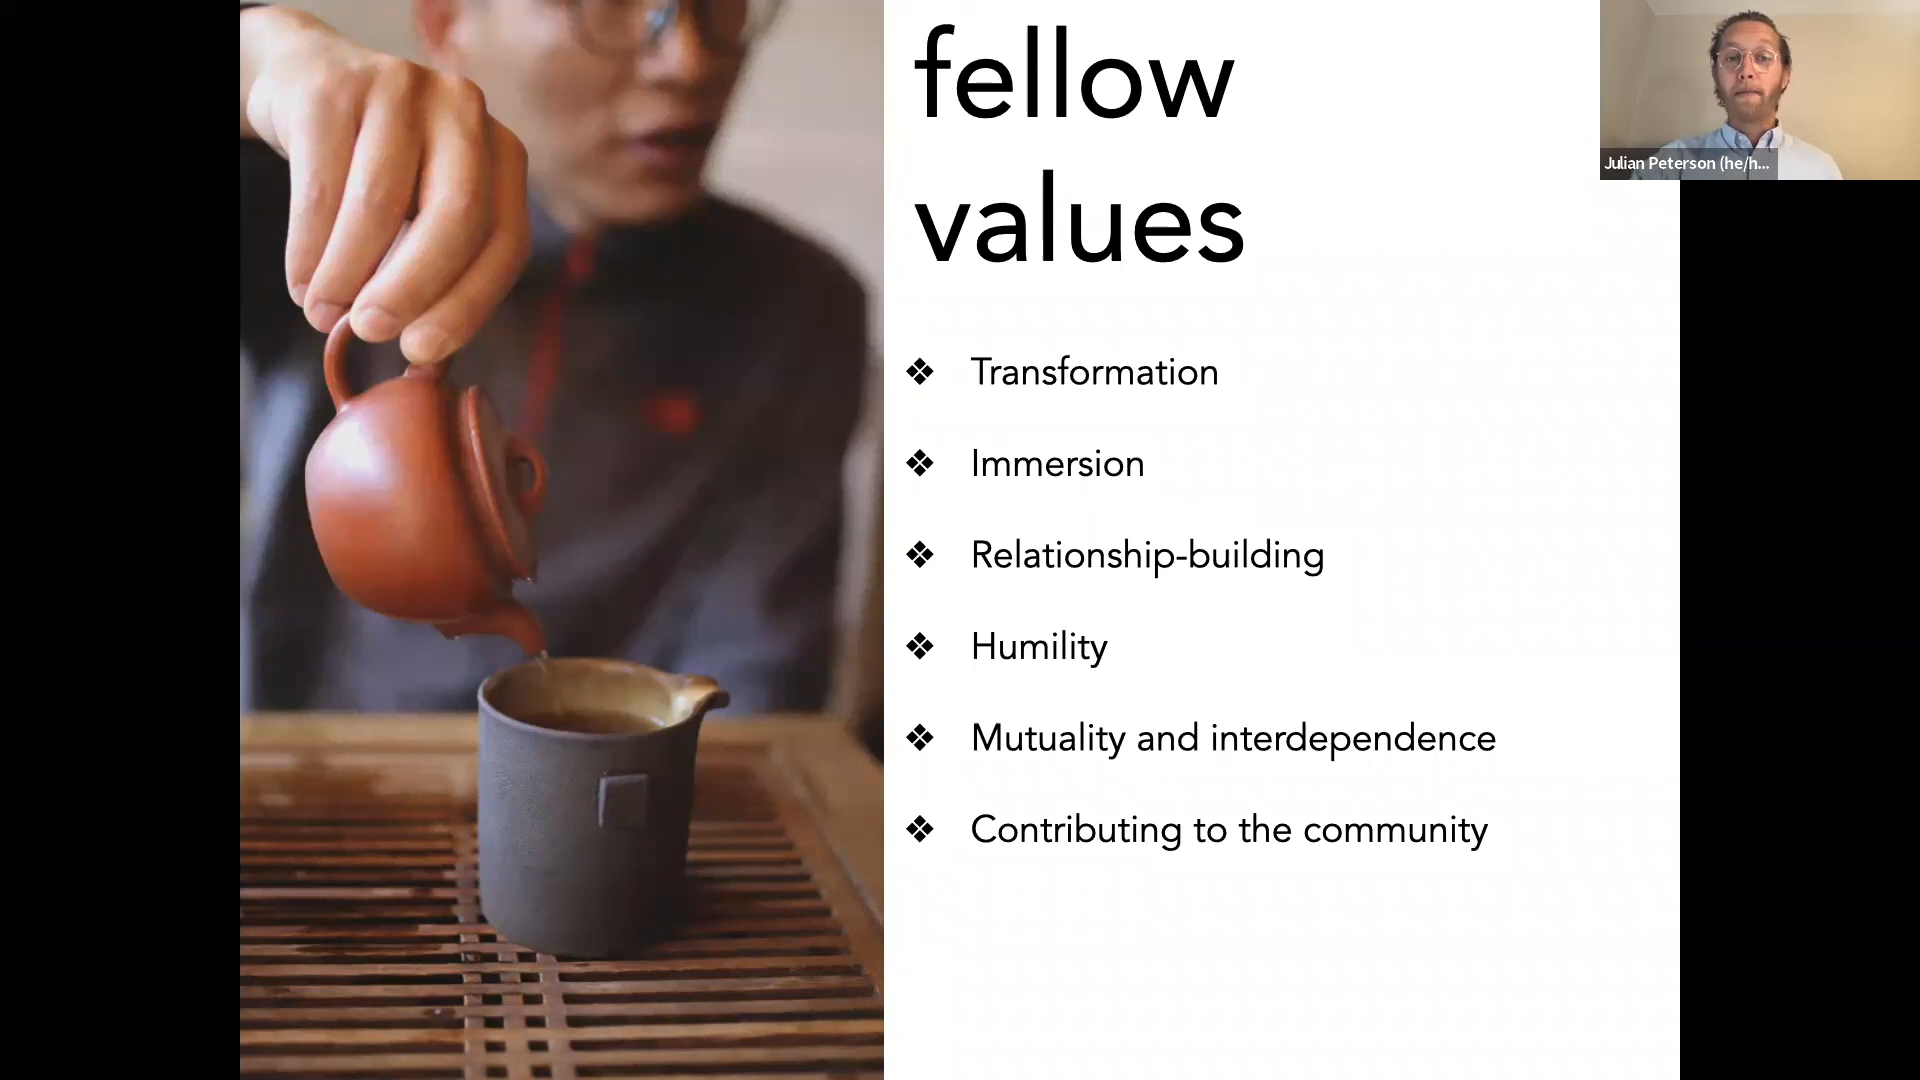 fellow
values
Julian Peterson (he/h...
❖ Transformation
❖ Immersion
❖ Relationship-building
❖ Humility
❖ Mutuality and interdependence
❖ Contributing to the community